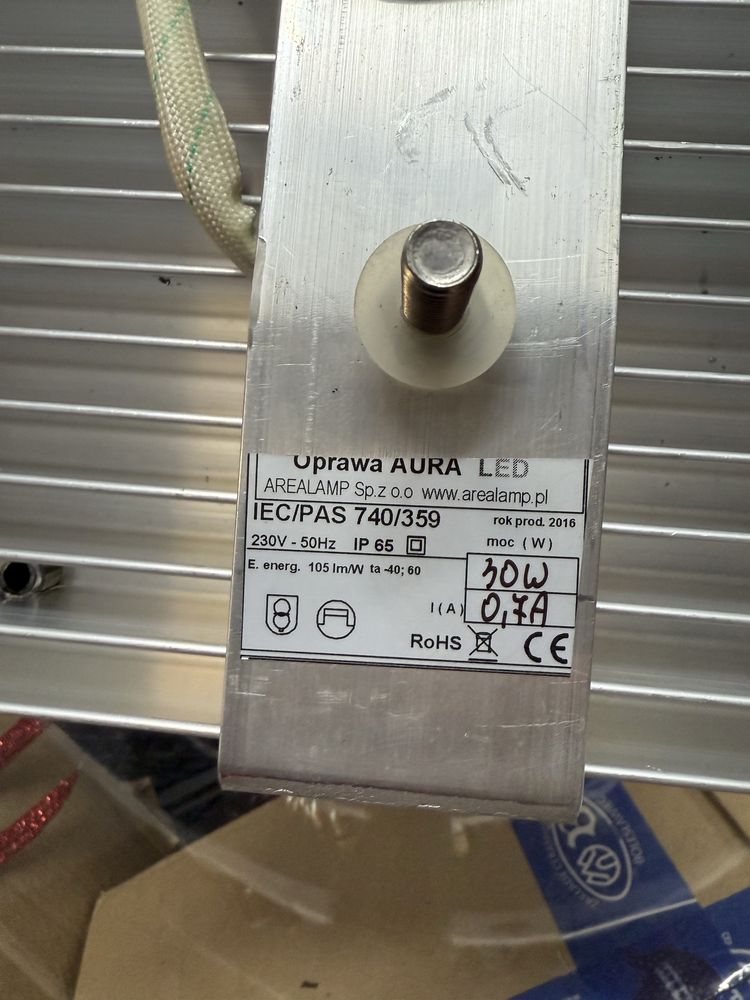 Oprawa AURA LED
AREALAMP Sp.z o.o www.arealamp.pl
IEC/PAS 740/359 rok prod. 2016
230V - 50Hz IP 65 moc (W)
30W
E. energ. 105 lm/W ta -40; 60
I(A) 0,7A
RoHS CE